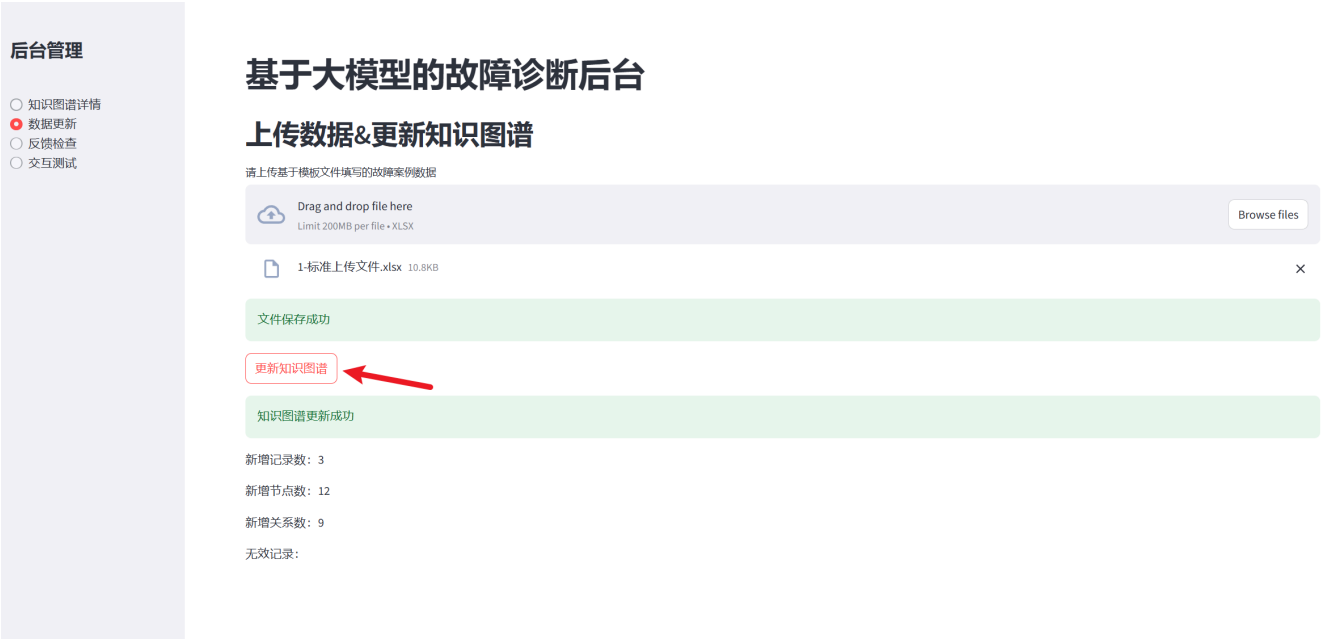 后台管理
知识图谱详情
数据更新
反馈检查
交互测试
基于大模型的故障诊断后台
上传数据&更新知识图谱
请上传基于模板文件填写的故障案例数据
Drag and drop file here
Limit 200MB per file • XLSX
Browse files
1-标准上传文件.xlsx 10.8KB
文件保存成功
更新知识图谱
知识图谱更新成功
新增记录数：3
新增节点数：12
新增关系数：9
无效记录：